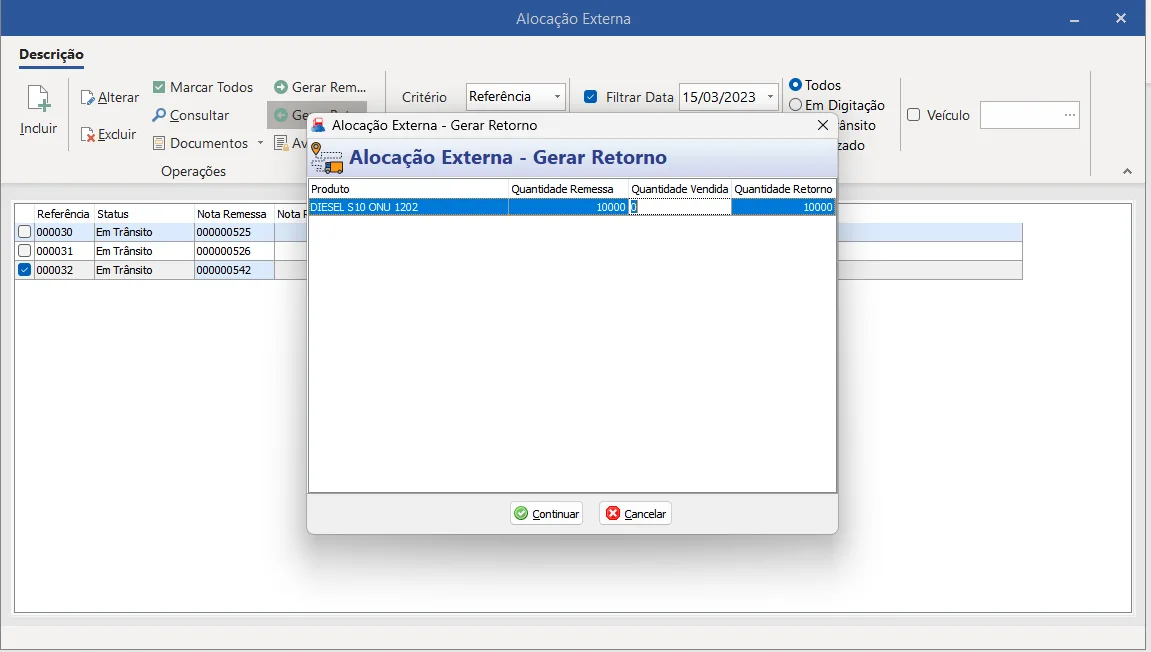 Alocação Externa
Descrição
Incluir
Alterar
Excluir
Marcar Todos
Consultar
Documentos
Operações
Gerar Rem...
Critério
Referência
Filtrar Data
15/03/2023
Todos
Em Digitação
Veículo
...
Alocação Externa - Gerar Retorno
Alocação Externa - Gerar Retorno
Produto Quantidade Remessa Quantidade Vendida Quantidade Retorno
DIESEL S10 ONU 1202 10000 0 10000
Continuar Cancelar
Referência Status Nota Remessa Nota
000030 Em Trânsito 000000525
000031 Em Trânsito 000000526
000032 Em Trânsito 000000542